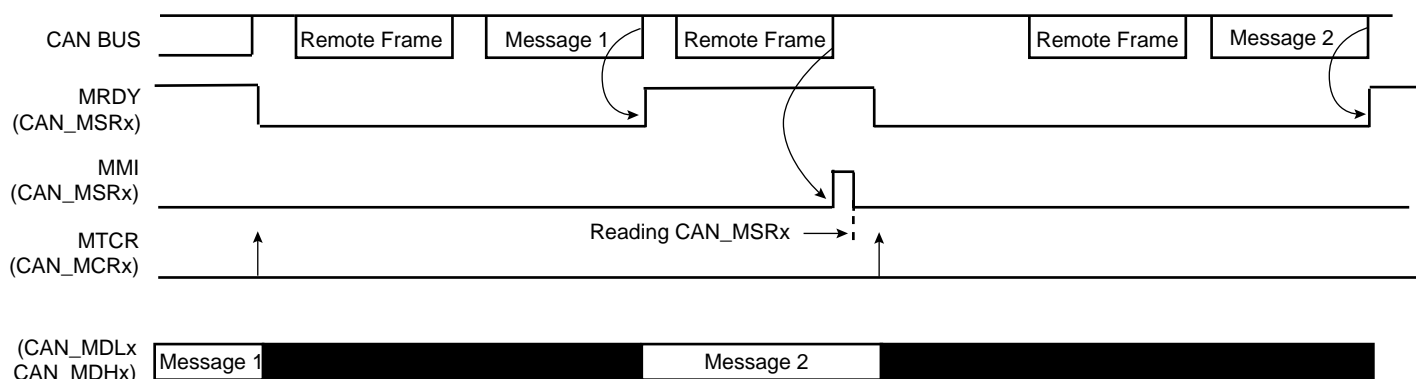 CAN BUS
Remote Frame
Message 1
Remote Frame
Remote Frame
Message 2
MRDY
(CAN_MSRx)
MMI
(CAN_MSRx)
Reading CAN_MSRx
MTCR
(CAN_MCRx)
(CAN_MDLx
CAN_MDHx)
Message 1
Message 2